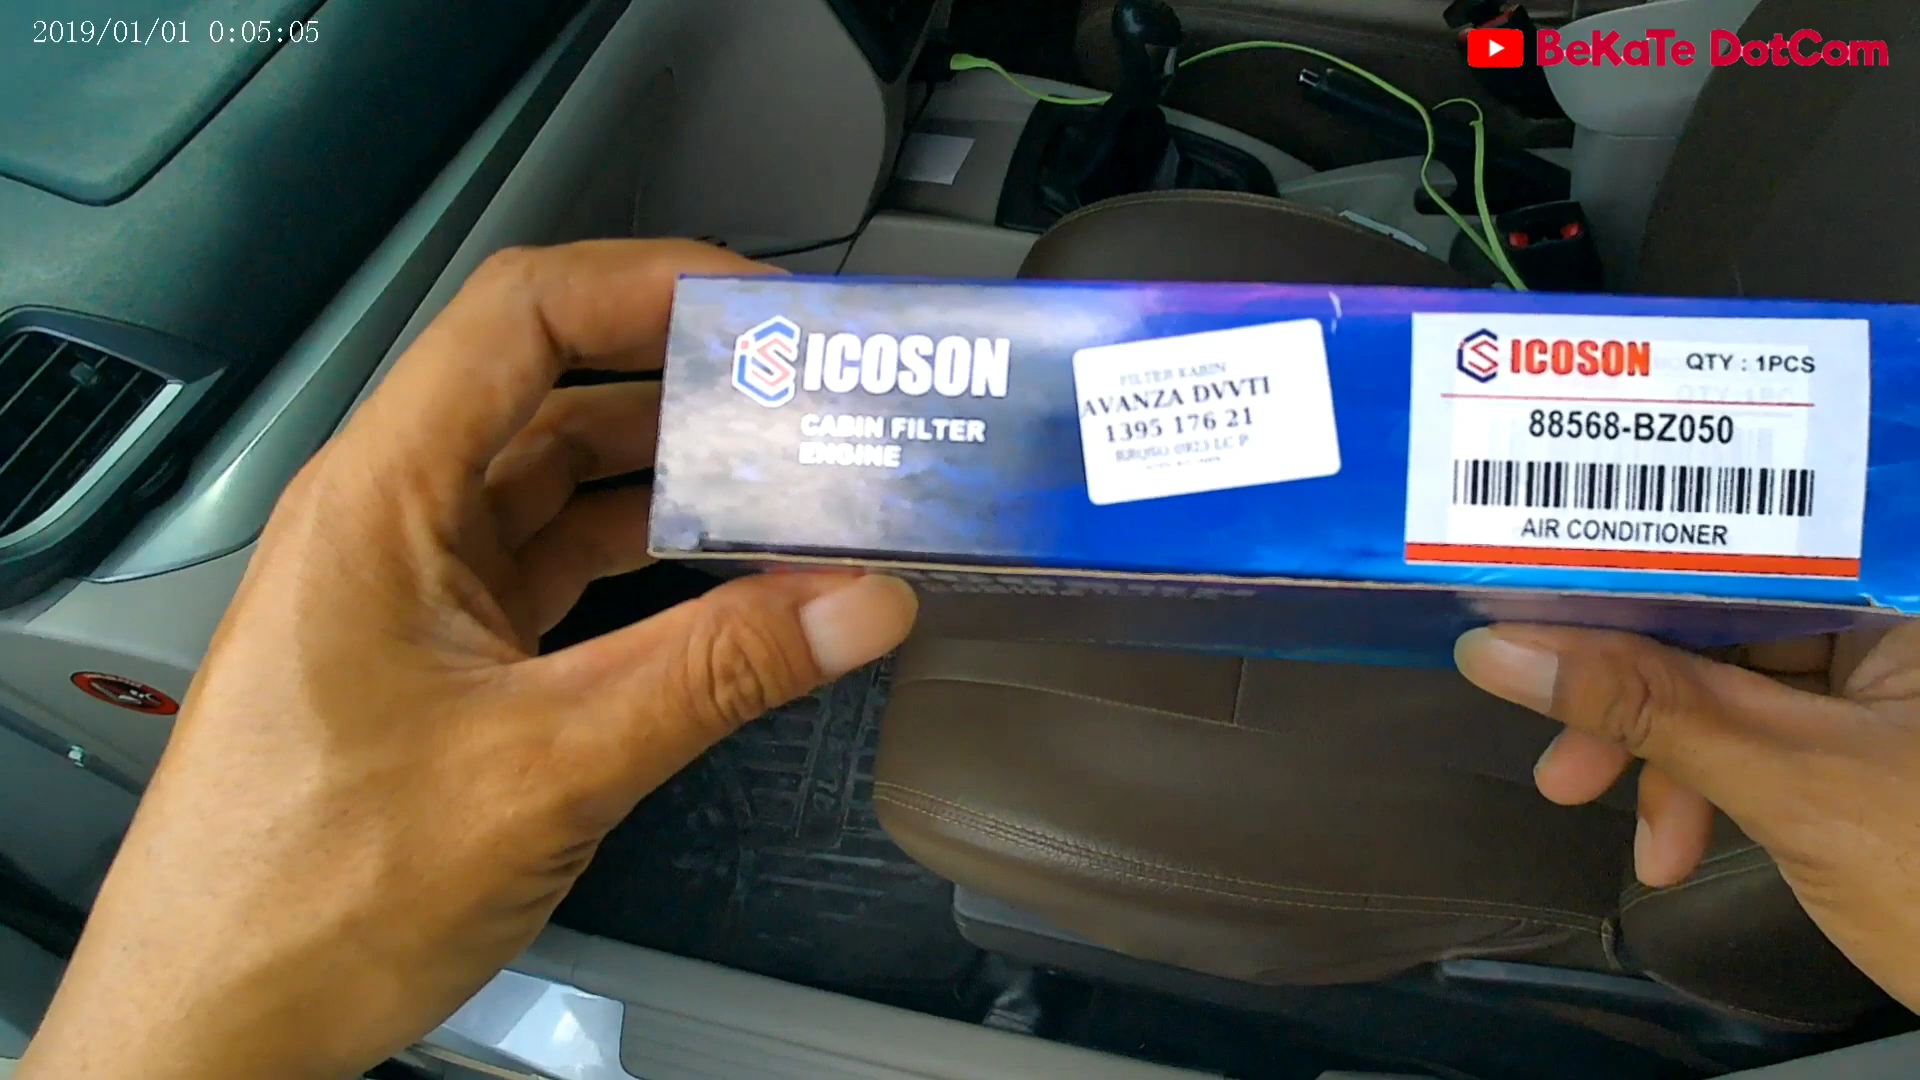 2019/01/01 0:05:05
BeKaTe DotCom
ICOSON
CABIN FILTER
ENGINE
FILTER KABIN
AVANZA DVVTI
1395 176 21
ICOSON QTY : 1PCS
88568-BZ050
AIR CONDITIONER